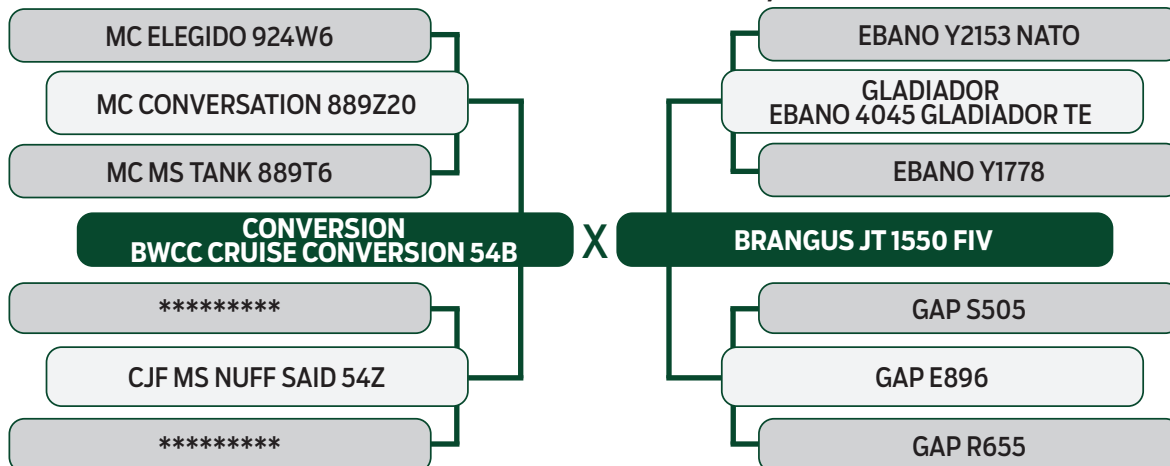 MC ELEGIDO 924W6
EBANO Y2153 NATO
MC CONVERSATION 889Z20
GLADIADOR
EBANO 4045 GLADIADOR TE
MC MS TANK 889T6
EBANO Y1778
CONVERSION
BWCC CRUISE CONVERSION 54B
X
BRANGUS JT 1550 FIV
*********
GAP S505
CJF MS NUFF SAID 54Z
GAP E896
*********
GAP R655